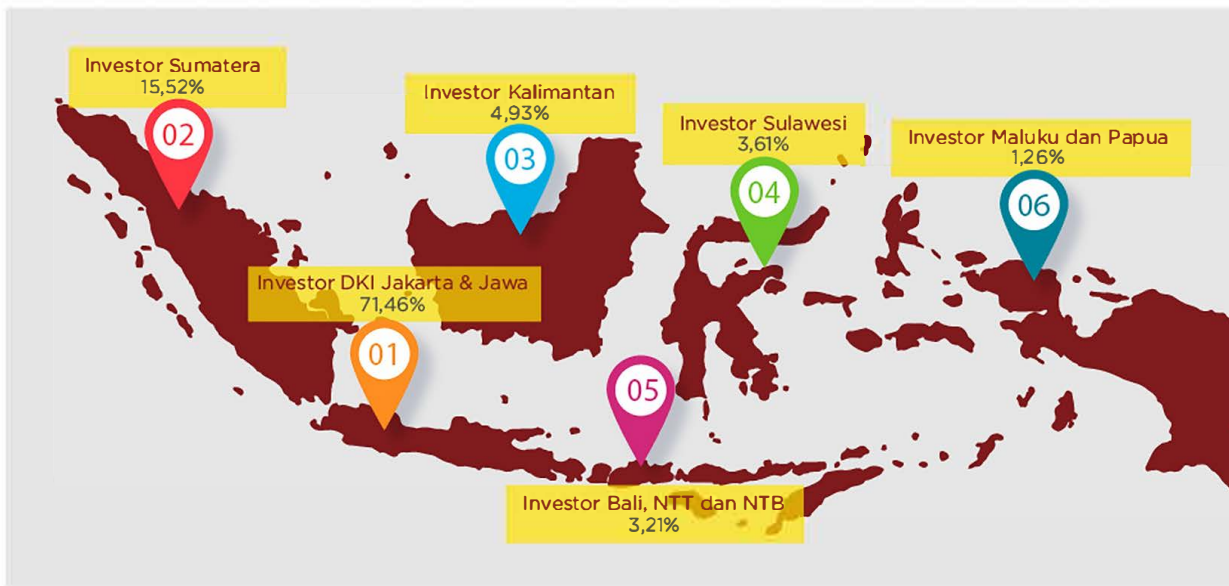 Investor Sumatera
15,52%
02
Investor Kalimantan
4,93%
03
Investor Sulawesi
3,61%
04
Investor Maluku dan Papua
1,26%
06
Investor DKI Jakarta & Jawa
71,46%
01
05
Investor Bali, NTT dan NTB
3,21%